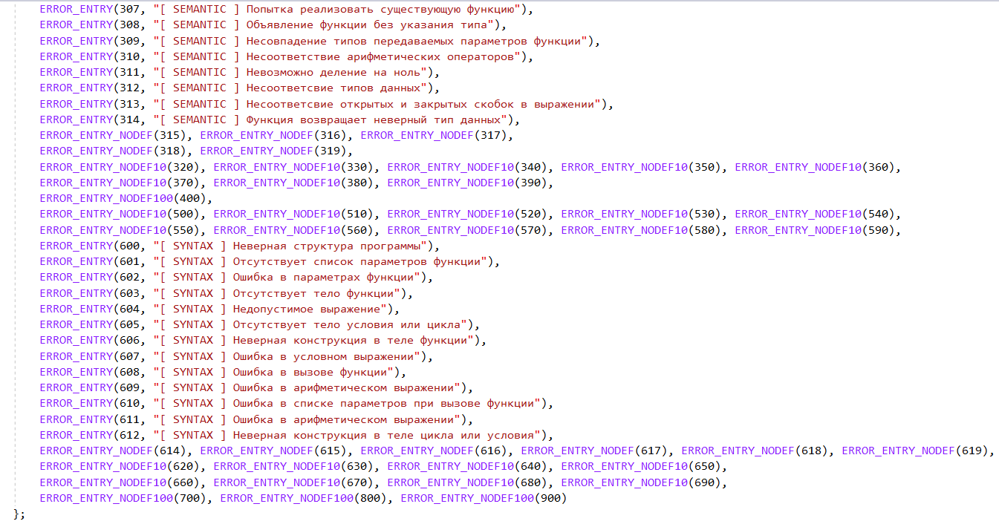 ERROR_ENTRY(307, "[ SEMANTIC ] Попытка реализовать существующую функцию"),
ERROR_ENTRY(308, "[ SEMANTIC ] Объявление функции без указания типа"),
ERROR_ENTRY(309, "[ SEMANTIC ] Несовпадение типов передаваемых параметров функции"),
ERROR_ENTRY(310, "[ SEMANTIC ] Несоответствие арифметических операторов"),
ERROR_ENTRY(311, "[ SEMANTIC ] Невозможно деление на ноль"),
ERROR_ENTRY(312, "[ SEMANTIC ] Несоответсвие типов данных"),
ERROR_ENTRY(313, "[ SEMANTIC ] Несоответсвие открытых и закрытых скобок в выражении"),
ERROR_ENTRY(314, "[ SEMANTIC ] Функция возвращает неверный тип данных"),
ERROR_ENTRY_NODEF(315), ERROR_ENTRY_NODEF(316), ERROR_ENTRY_NODEF(317),
ERROR_ENTRY_NODEF(318), ERROR_ENTRY_NODEF(319),
ERROR_ENTRY_NODEF10(320), ERROR_ENTRY_NODEF10(330), ERROR_ENTRY_NODEF10(340), ERROR_ENTRY_NODEF10(350), ERROR_ENTRY_NODEF10(360),
ERROR_ENTRY_NODEF10(370), ERROR_ENTRY_NODEF10(380), ERROR_ENTRY_NODEF10(390),
ERROR_ENTRY_NODEF100(400),
ERROR_ENTRY_NODEF10(500), ERROR_ENTRY_NODEF10(510), ERROR_ENTRY_NODEF10(520), ERROR_ENTRY_NODEF10(530), ERROR_ENTRY_NODEF10(540),
ERROR_ENTRY_NODEF10(550), ERROR_ENTRY_NODEF10(560), ERROR_ENTRY_NODEF10(570), ERROR_ENTRY_NODEF10(580), ERROR_ENTRY_NODEF10(590),
ERROR_ENTRY(600, "[ SYNTAX ] Неверная структура программы"),
ERROR_ENTRY(601, "[ SYNTAX ] Отсутствует список параметров функции"),
ERROR_ENTRY(602, "[ SYNTAX ] Ошибка в параметрах функции"),
ERROR_ENTRY(603, "[ SYNTAX ] Отсутствует тело функции"),
ERROR_ENTRY(604, "[ SYNTAX ] Недопустимое выражение"),
ERROR_ENTRY(605, "[ SYNTAX ] Отсутствует тело условия или цикла"),
ERROR_ENTRY(606, "[ SYNTAX ] Неверная конструкция в теле функции"),
ERROR_ENTRY(607, "[ SYNTAX ] Ошибка в условном выражении"),
ERROR_ENTRY(608, "[ SYNTAX ] Ошибка в вызове функции"),
ERROR_ENTRY(609, "[ SYNTAX ] Ошибка в арифметическом выражении"),
ERROR_ENTRY(610, "[ SYNTAX ] Ошибка в списке параметров при вызове функции"),
ERROR_ENTRY(611, "[ SYNTAX ] Ошибка в арифметическом выражении"),
ERROR_ENTRY(612, "[ SYNTAX ] Неверная конструкция в теле цикла или условия"),
ERROR_ENTRY_NODEF(614), ERROR_ENTRY_NODEF(615), ERROR_ENTRY_NODEF(616), ERROR_ENTRY_NODEF(617), ERROR_ENTRY_NODEF(618), ERROR_ENTRY_NODEF(619),
ERROR_ENTRY_NODEF10(620), ERROR_ENTRY_NODEF10(630), ERROR_ENTRY_NODEF10(640), ERROR_ENTRY_NODEF10(650),
ERROR_ENTRY_NODEF10(660), ERROR_ENTRY_NODEF10(670), ERROR_ENTRY_NODEF10(680), ERROR_ENTRY_NODEF10(690),
ERROR_ENTRY_NODEF100(700), ERROR_ENTRY_NODEF100(800), ERROR_ENTRY_NODEF100(900)
};